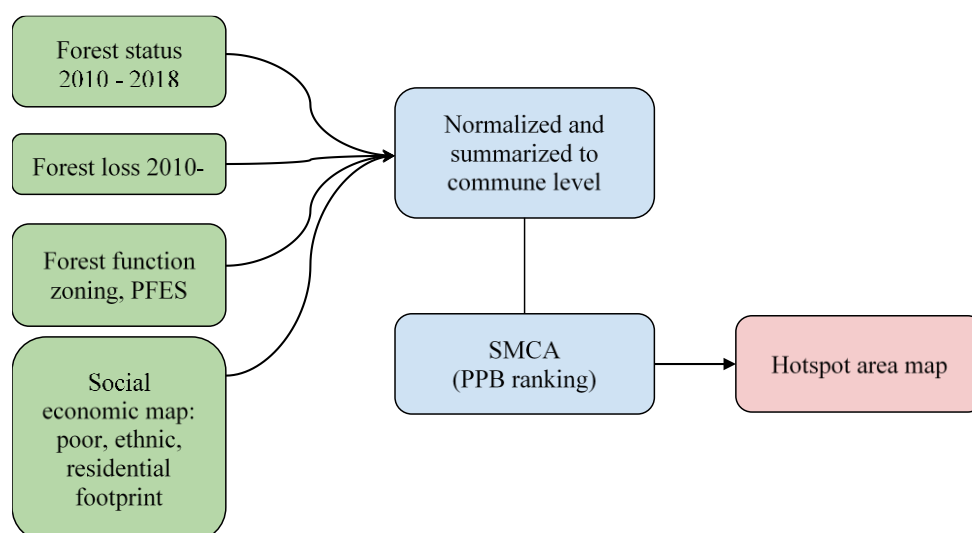 Forest status
2010 - 2018
Forest loss 2010-
Forest function
zoning, PFES
Social
economic map:
poor, ethnic,
residential
footprint
Normalized and
summarized to
commune level
SMCA
(PPB ranking)
Hotspot area map